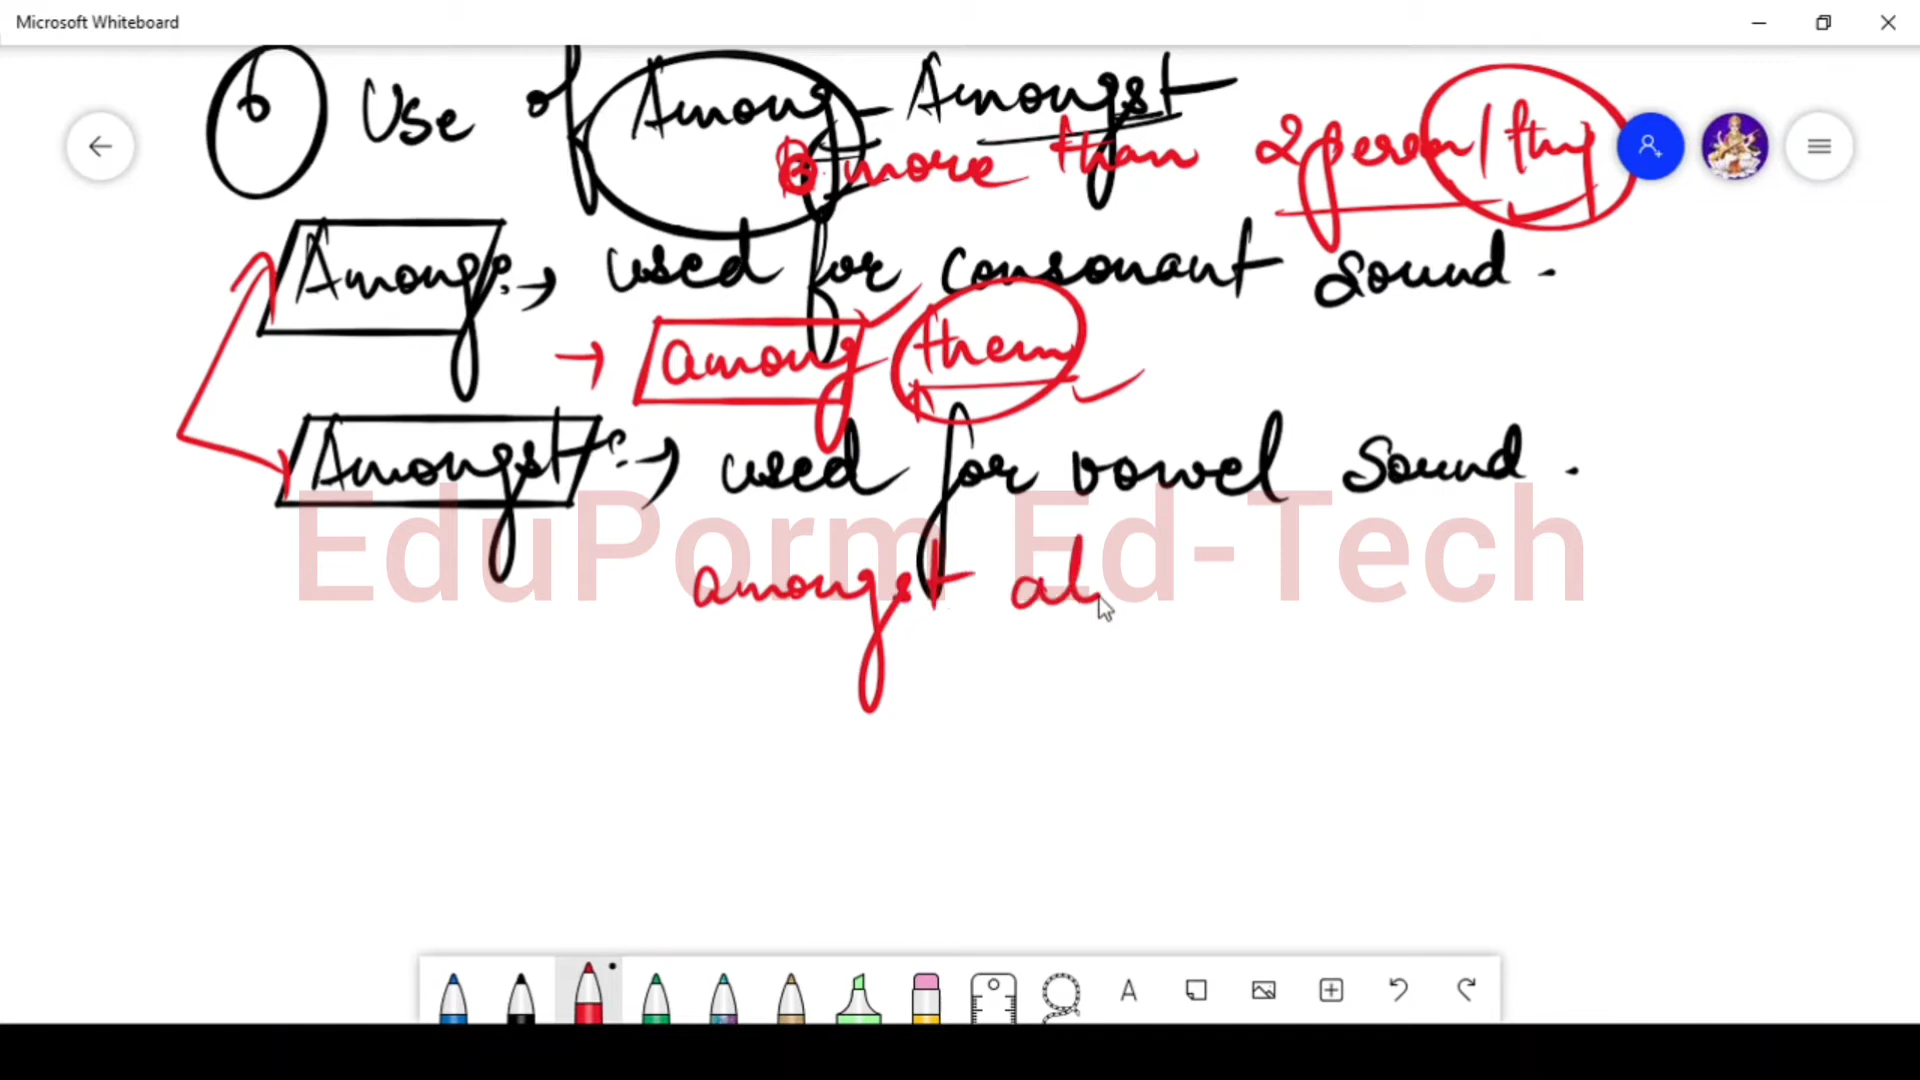 Microsoft Whiteboard
6 Use of Among - Amongst
more than 2 person / thing
Among :→ used for consonant sound.
→ among them
Amongst :→ used for vowel sound.
EduPorm Ed-Tech
amongst al
A